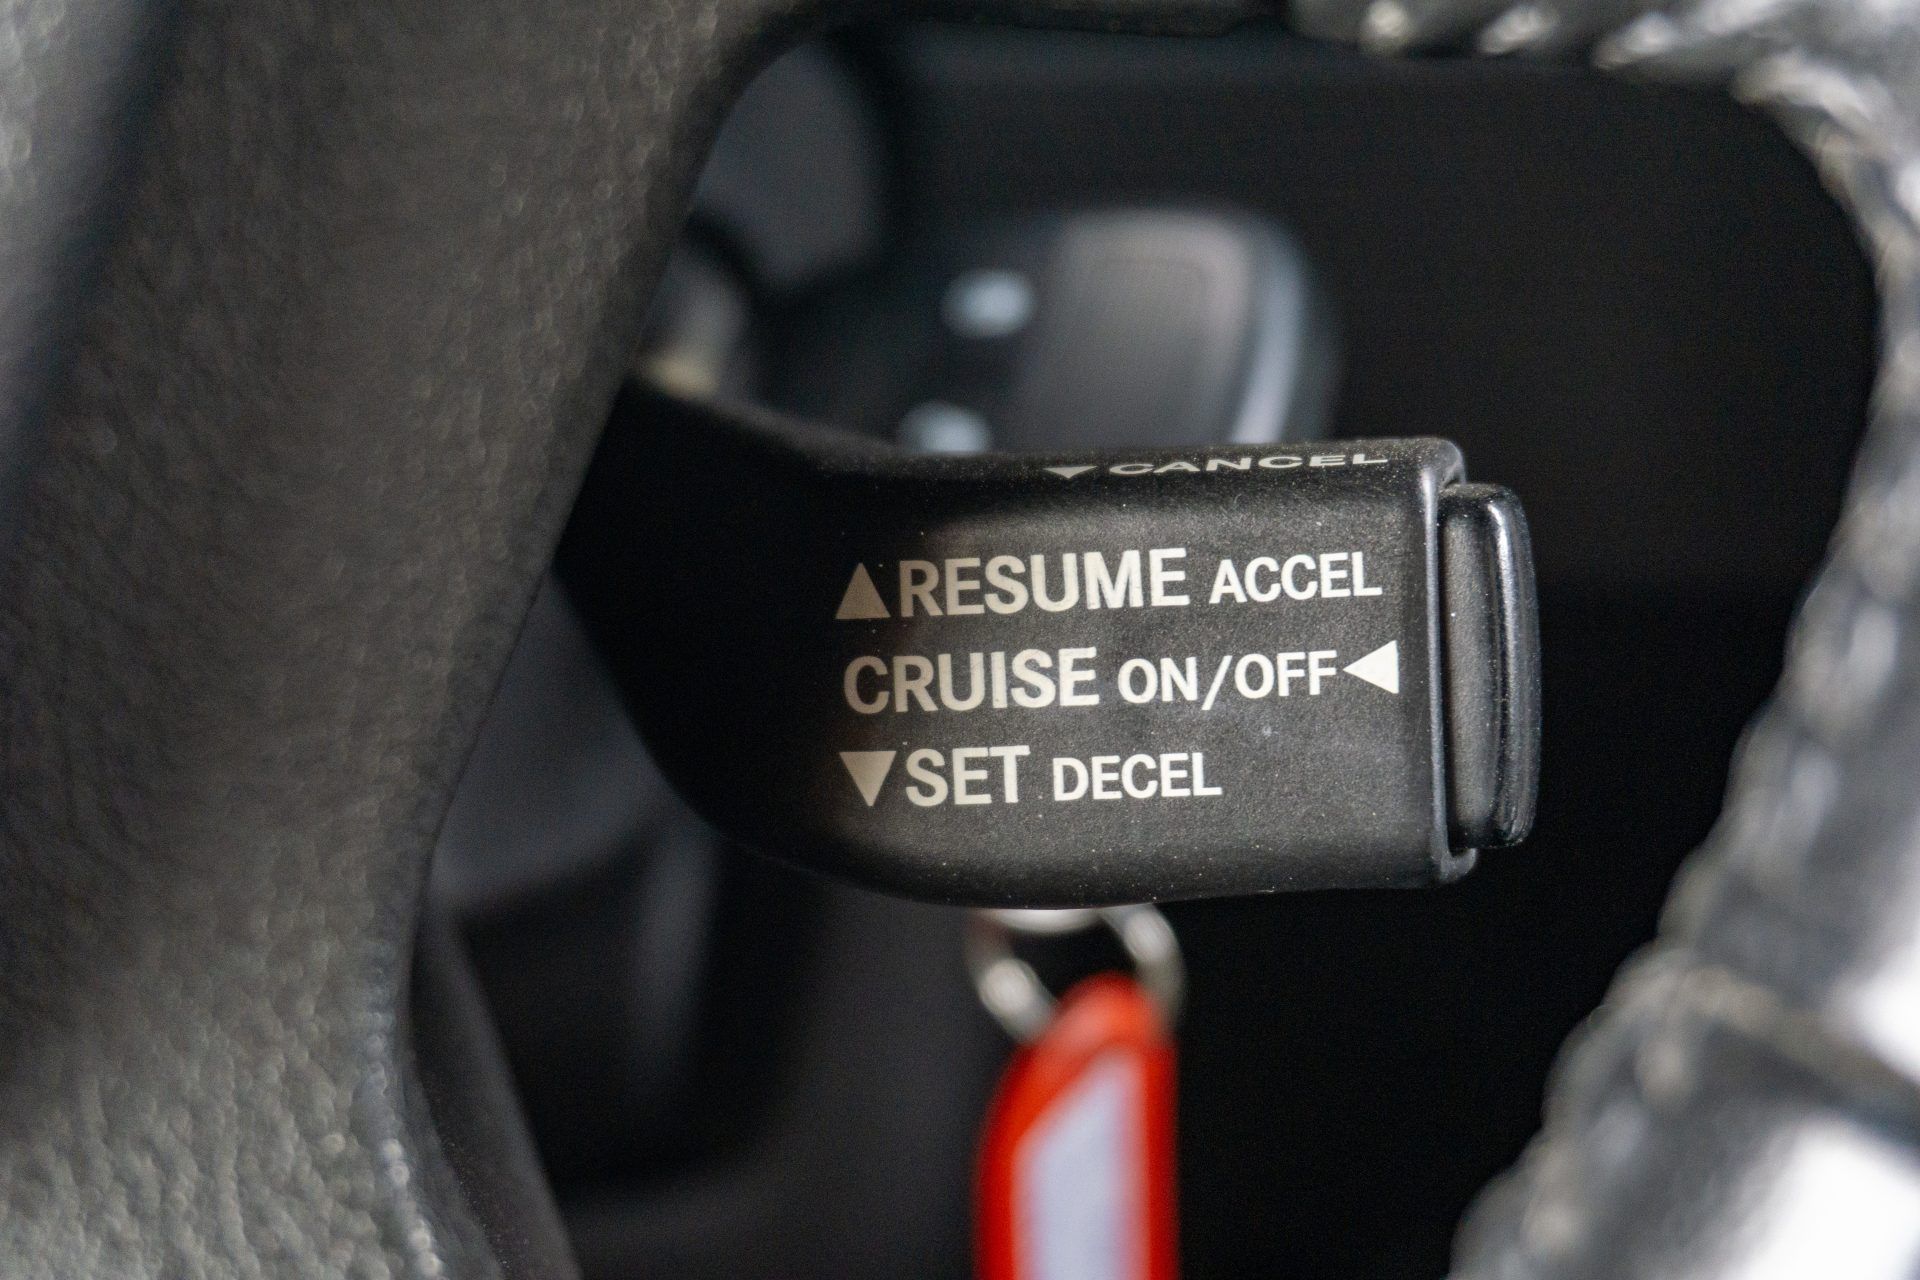 ▼CANCEL
▲RESUME ACCEL
CRUISE ON/OFF◀
▼SET DECEL